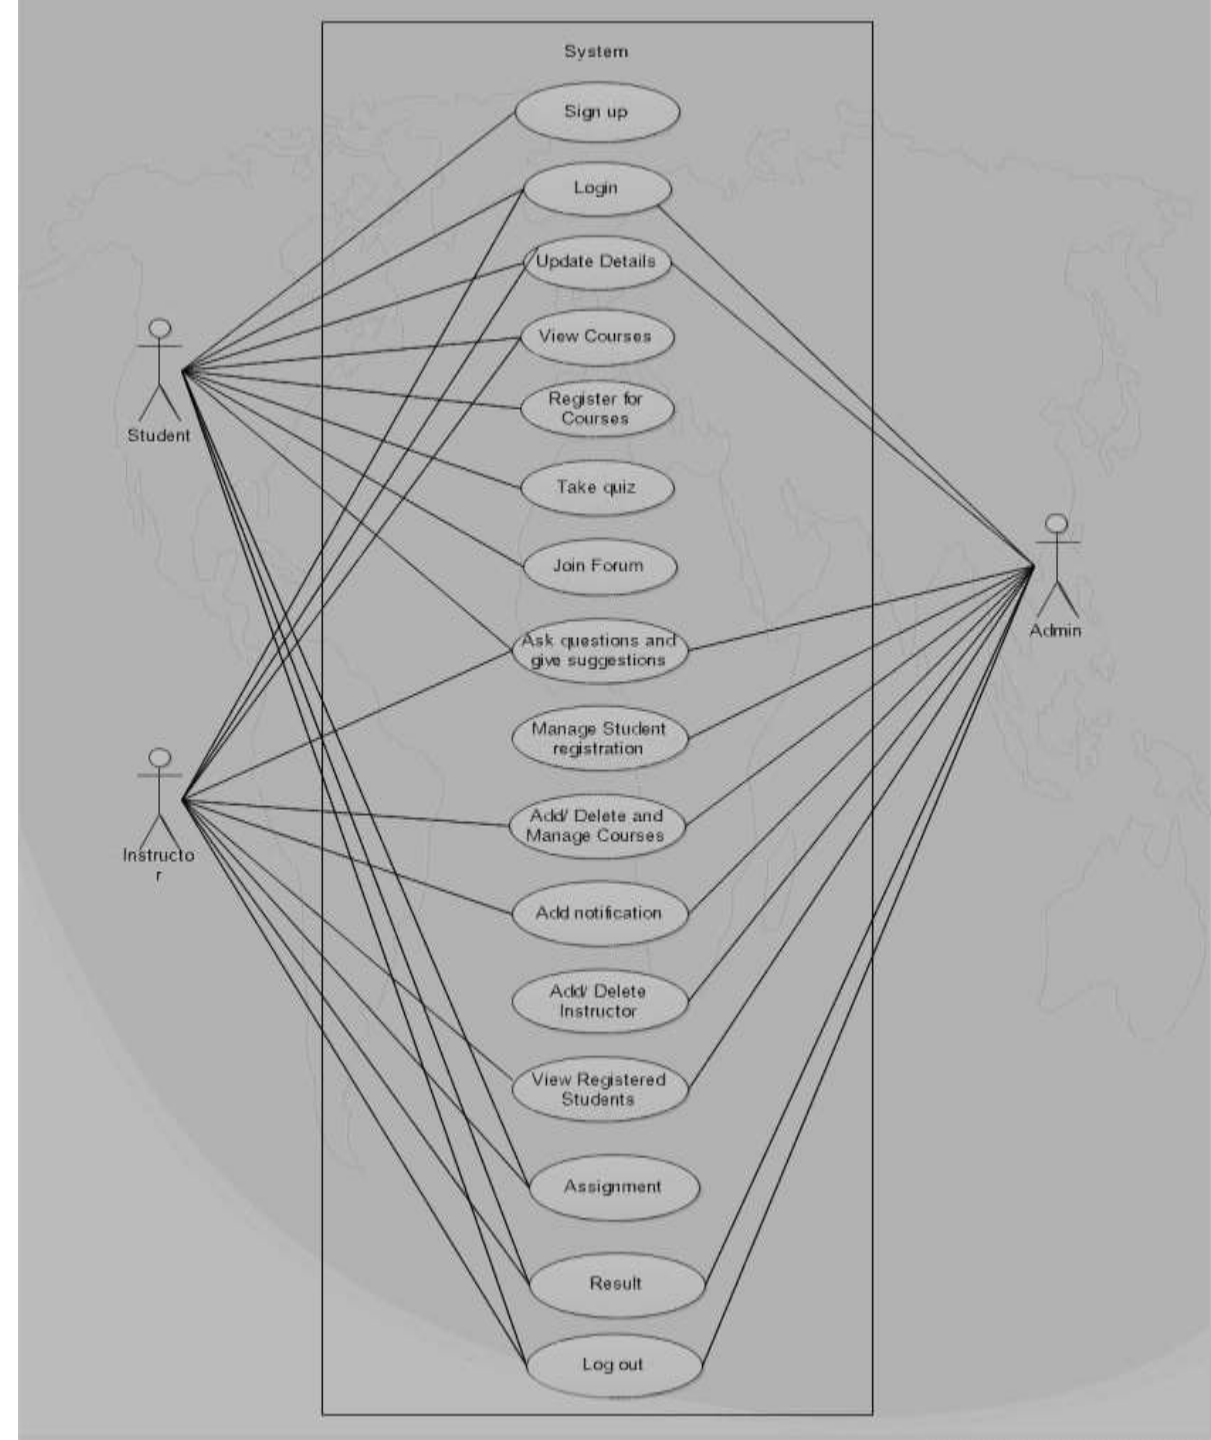 System
Sign up
Login
Update Details
View Courses
Register for
Courses
Student
Take quiz
Join Forum
Ask questions and
give suggestions
Admin
Manage Student
registration
Add/ Delete and
Manage Courses
Instructo
r
Add notification
Add/ Delete
Instructor
View Registered
Students
Assignment
Result
Log out